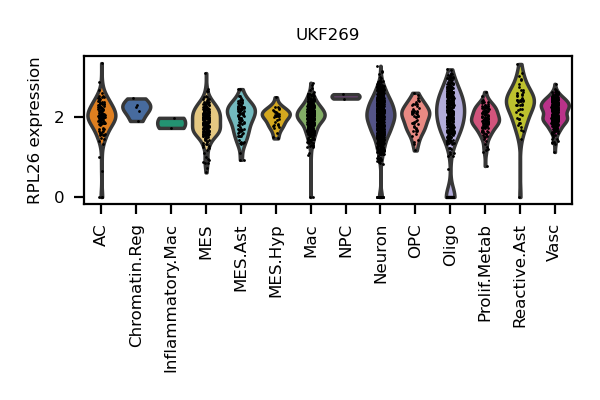 UKF269
RPL26 expression
2
0
AC
Chromatin.Reg
Inflammatory.Mac
MES
MES.Ast
MES.Hyp
Mac
NPC
Neuron
OPC
Oligo
Prolif.Metab
Reactive.Ast
Vasc